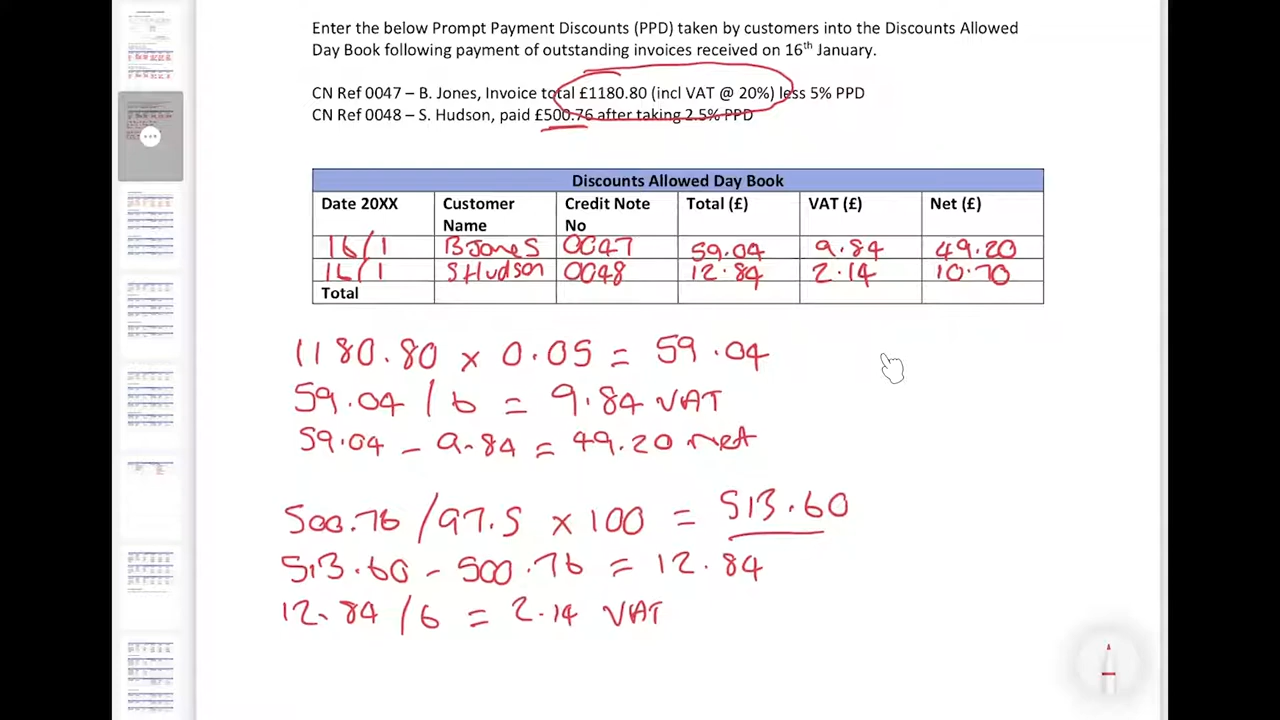 Enter the below Prompt Payment Discounts (PPD) taken by customers into the Discounts Allowed
Day Book following payment of outstanding invoices received on 16th January.
CN Ref 0047 – B. Jones, Invoice total £1180.80 (incl VAT @ 20%) less 5% PPD
CN Ref 0048 – S. Hudson, paid £500.76 after taking 2.5% PPD
Discounts Allowed Day Book
Date 20XX Customer Name Credit Note No Total (£) VAT (£) Net (£)
16/1 B Jones 0047 59.04 9.84 49.20
16/1 S Hudson 0048 12.84 2.14 10.70
Total
1180.80 x 0.05 = 59.04
59.04 / 6 = 9.84 VAT
59.04 - 9.84 = 49.20 net
500.76 / 97.5 x 100 = 513.60
513.60 - 500.76 = 12.84
12.84 / 6 = 2.14 VAT